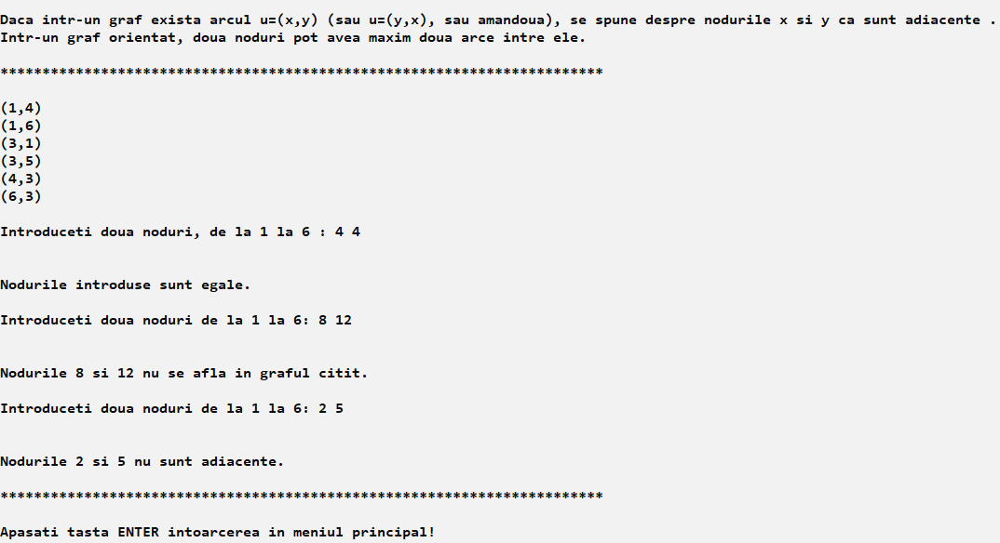 Daca intr-un graf exista arcul u=(x,y) (sau u=(y,x), sau amandoua), se spune despre nodurile x si y ca sunt adiacente .
Intr-un graf orientat, doua noduri pot avea maxim doua arce intre ele.
************************************************************************
(1,4)
(1,6)
(3,1)
(3,5)
(4,3)
(6,3)
Introduceti doua noduri, de la 1 la 6 : 4 4
Nodurile introduse sunt egale.
Introduceti doua noduri de la 1 la 6: 8 12
Nodurile 8 si 12 nu se afla in graful citit.
Introduceti doua noduri de la 1 la 6: 2 5
Nodurile 2 si 5 nu sunt adiacente.
************************************************************************
Apasati tasta ENTER intoarcerea in meniul principal!